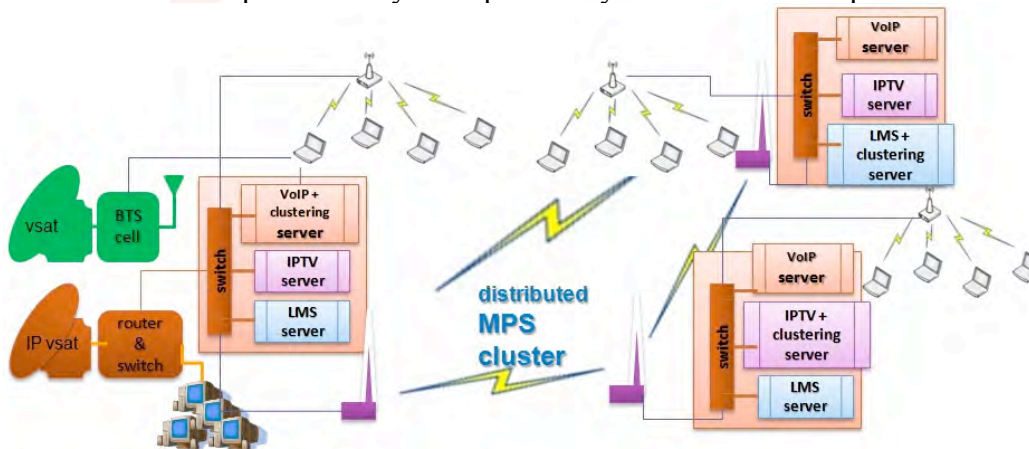 vsat
BTS
cell
IP vsat
router
&
switch
switch
VoIP +
clustering
server
IPTV
server
LMS
server
distributed
MPS
cluster
switch
VoIP
server
IPTV
server
LMS +
clustering
server
switch
VoIP
server
IPTV +
clustering
server
LMS
server